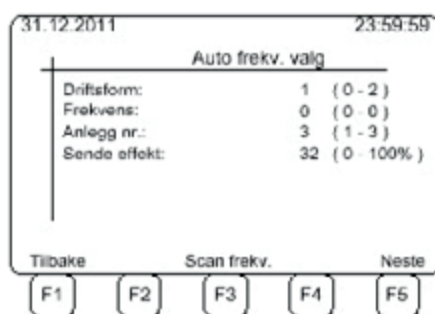 31.12.2011 23:59:59
Auto frekv. valg
Driftsform: 1 ( 0 - 2 )
Frekvens: 0 ( 0 - 0 )
Anlegg nr.: 3 ( 1 - 3 )
Sende effekt: 32 ( 0 - 100% )
Tilbake Scan frekv. Neste
F1 F2 F3 F4 F5